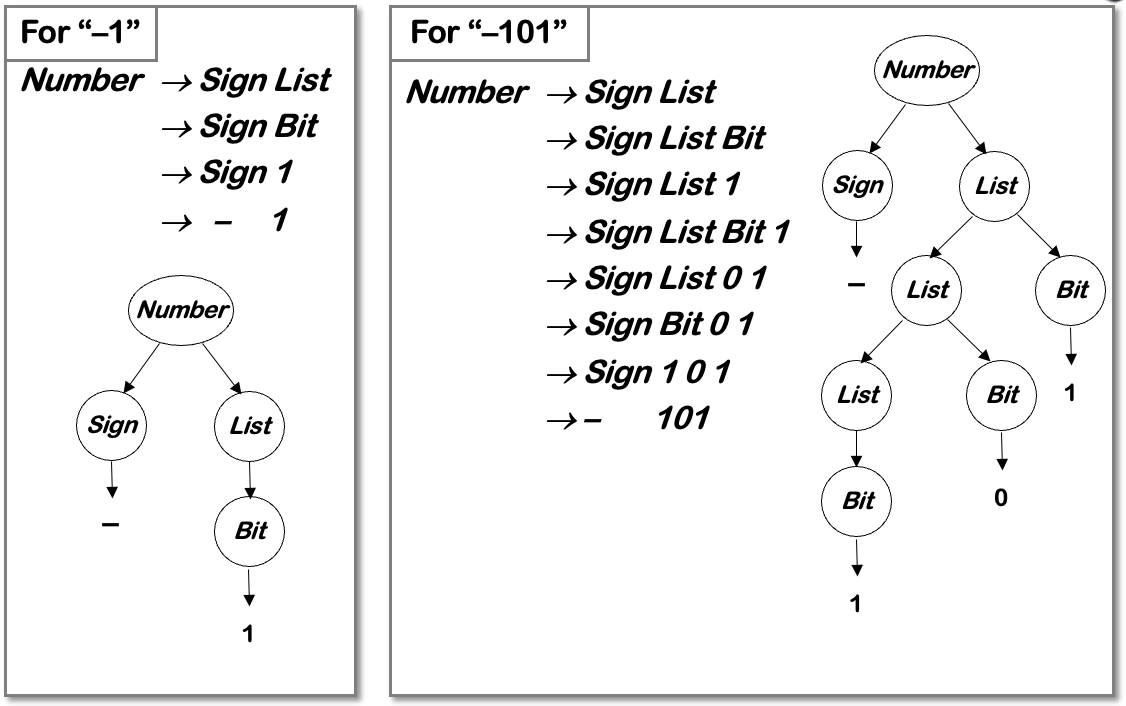 For “–1”
Number → Sign List
→ Sign Bit
→ Sign 1
→ – 1
Number
Sign List
– Bit
1
For “–101”
Number → Sign List
→ Sign List Bit
→ Sign List 1
→ Sign List Bit 1
→ Sign List 0 1
→ Sign Bit 0 1
→ Sign 1 0 1
→ – 101
Number
Sign List
– List Bit
List Bit 1
Bit 0
1